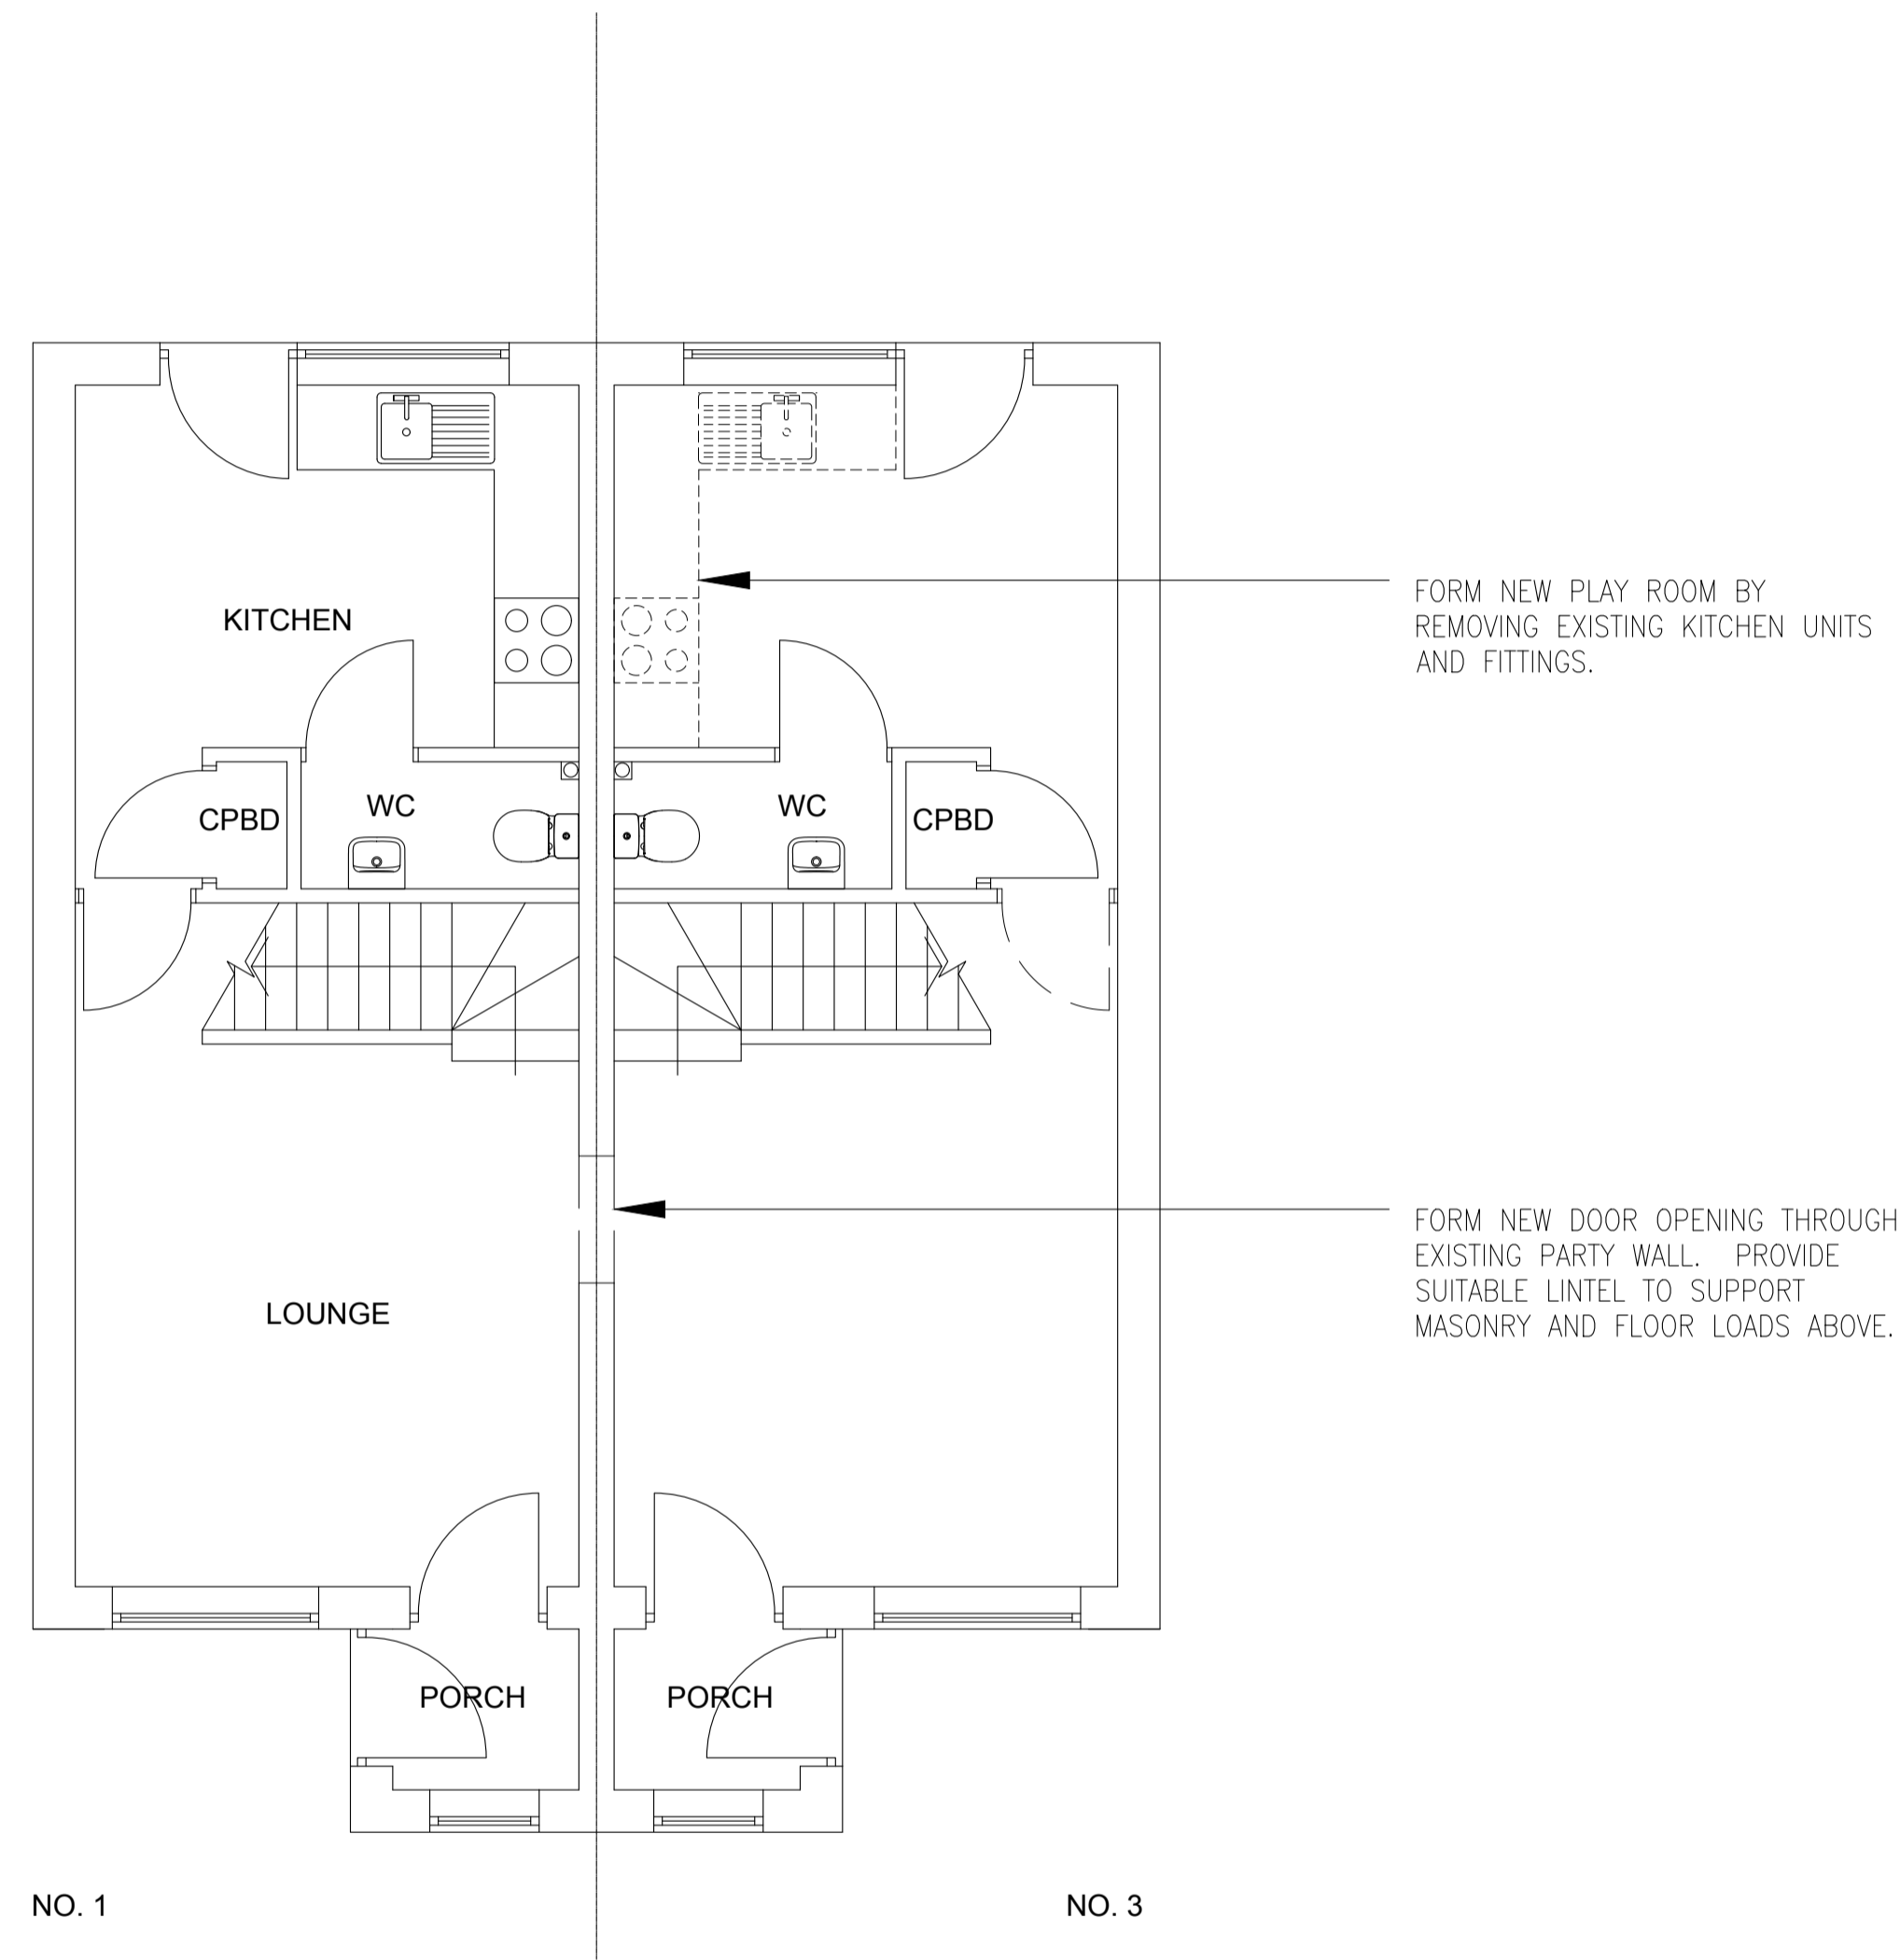 FORM NEW PLAY ROOM BY
REMOVING EXISTING KITCHEN UNITS
AND FITTINGS.
KITCHEN
WC
WC
CPBD
CPBD
FORM NEW DOOR OPENING THROUGH
EXISTING PARTY WALL. PROVIDE
SUITABLE LINTEL TO SUPPORT
MASONRY AND FLOOR LOADS ABOVE.
LOUNGE
PORCH
PORCH
NO. 1
NO. 3